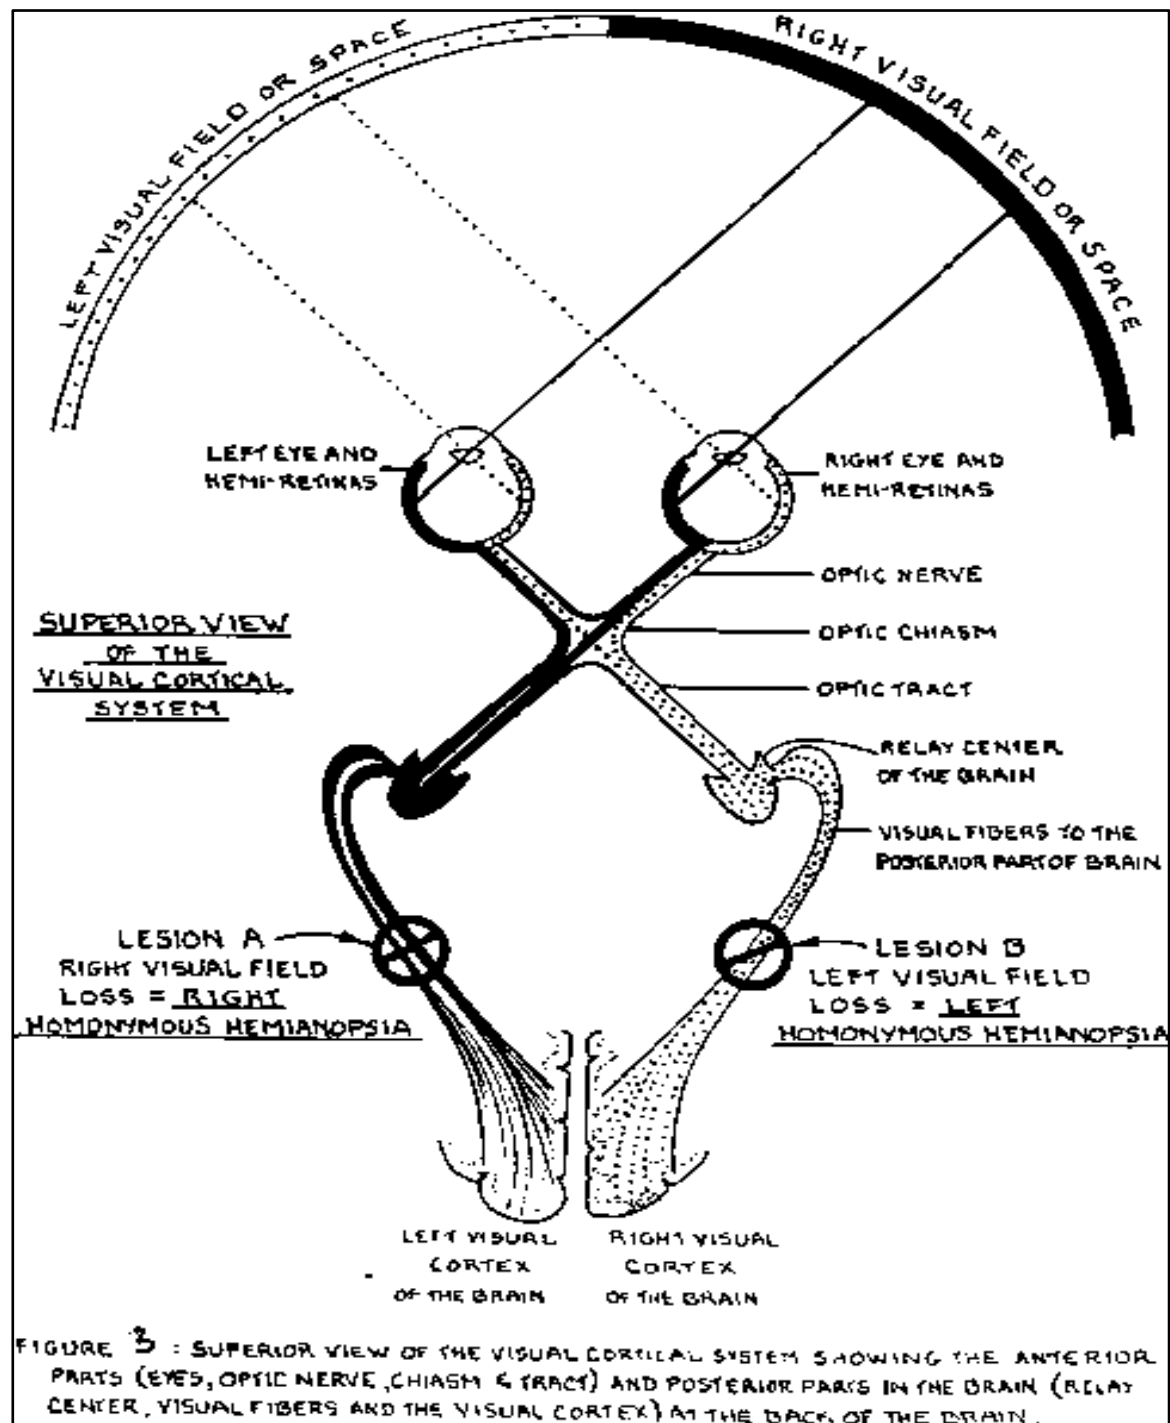 LEFT VISUAL FIELD OR SPACE
RIGHT VISUAL FIELD OR SPACE
LEFT EYE AND
HEMI-RETINAS
RIGHT EYE AND
HEMI-RETINAS
OPTIC NERVE
SUPERIOR VIEW
OF THE
VISUAL CORTICAL
SYSTEM
OPTIC CHIASM
OPTIC TRACT
RELAY CENTER
OF THE BRAIN
VISUAL FIBERS TO THE
POSTERIOR PART OF BRAIN
LESION A
RIGHT VISUAL FIELD
LOSS = RIGHT
HOMONYMOUS HEMIANOPSIA
LESION B
LEFT VISUAL FIELD
LOSS = LEFT
HOMONYMOUS HEMIANOPSIA
LEFT VISUAL
CORTEX
OF THE BRAIN
RIGHT VISUAL
CORTEX
OF THE BRAIN
FIGURE 3 : SUPERIOR VIEW OF THE VISUAL CORTICAL SYSTEM SHOWING THE ANTERIOR
PARTS (EYES, OPTIC NERVE, CHIASM & TRACT) AND POSTERIOR PARTS IN THE BRAIN (RELAY
CENTER, VISUAL FIBERS AND THE VISUAL CORTEX) AT THE BACK OF THE BRAIN.